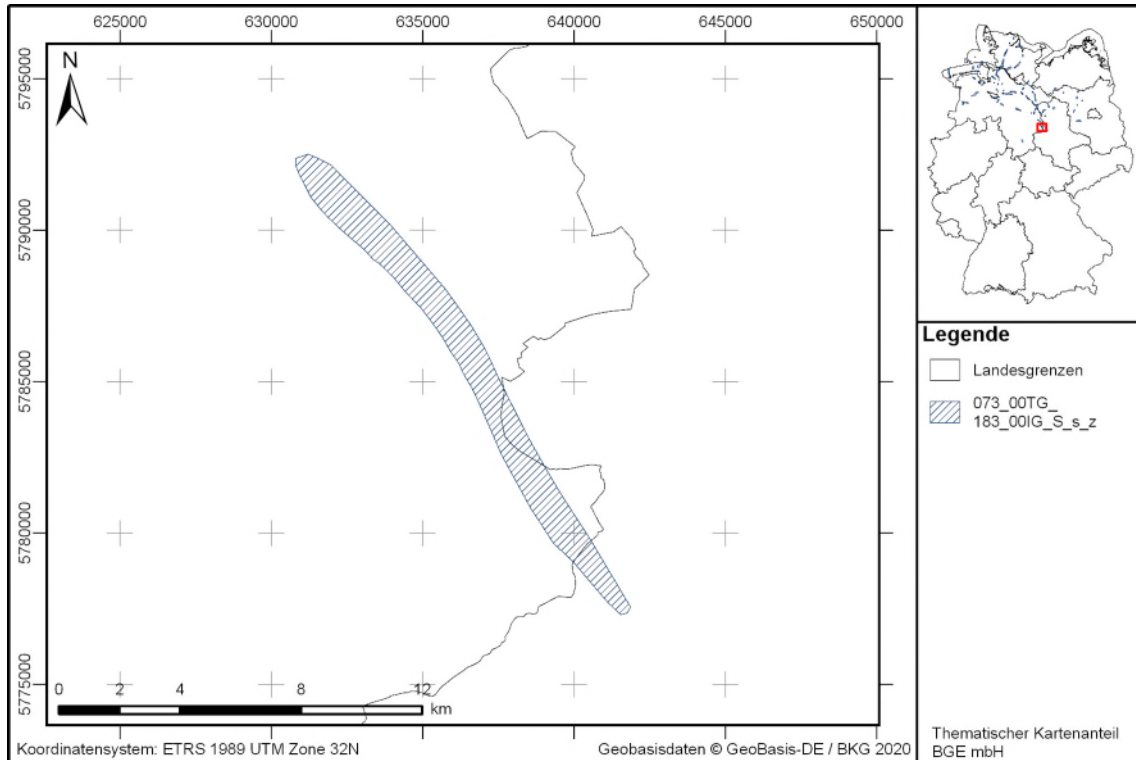 625000 630000 635000 640000 645000 650000
N
5795000
5790000
5785000
5780000
5775000
0 2 4 8 12
km
Koordinatensystem: ETRS 1989 UTM Zone 32N
Geobasisdaten © GeoBasis-DE / BKG 2020
Legende
Landesgrenzen
073_00TG_
183_00IG_S_s_z
Thematischer Kartenanteil
BGE mbH